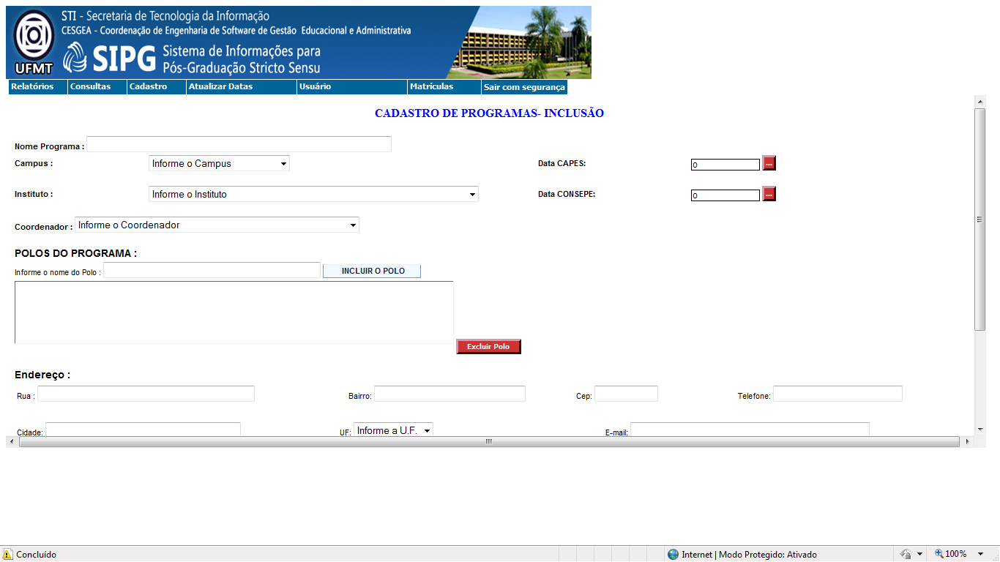 STI - Secretaria de Tecnologia da Informação
CESGEA - Coordenação de Engenharia de Software de Gestão Educacional e Administrativa
UFMT
SIPG
Sistema de Informações para
Pós-Graduação Stricto Sensu
Relatórios Consultas Cadastro Atualizar Datas Usuário Matrículas Sair com segurança
CADASTRO DE PROGRAMAS- INCLUSÃO
Nome Programa :
Campus : Informe o Campus Data CAPES: 0 ...
Instituto : Informe o Instituto Data CONSEPE: 0 ...
Coordenador : Informe o Coordenador
POLOS DO PROGRAMA :
Informe o nome do Polo : INCLUIR O POLO
Excluir Polo
Endereço :
Rua : Bairro: Cep: Telefone:
Cidade: UF: Informe a U.F. E-mail:
Concluído Internet | Modo Protegido: Ativado 100%